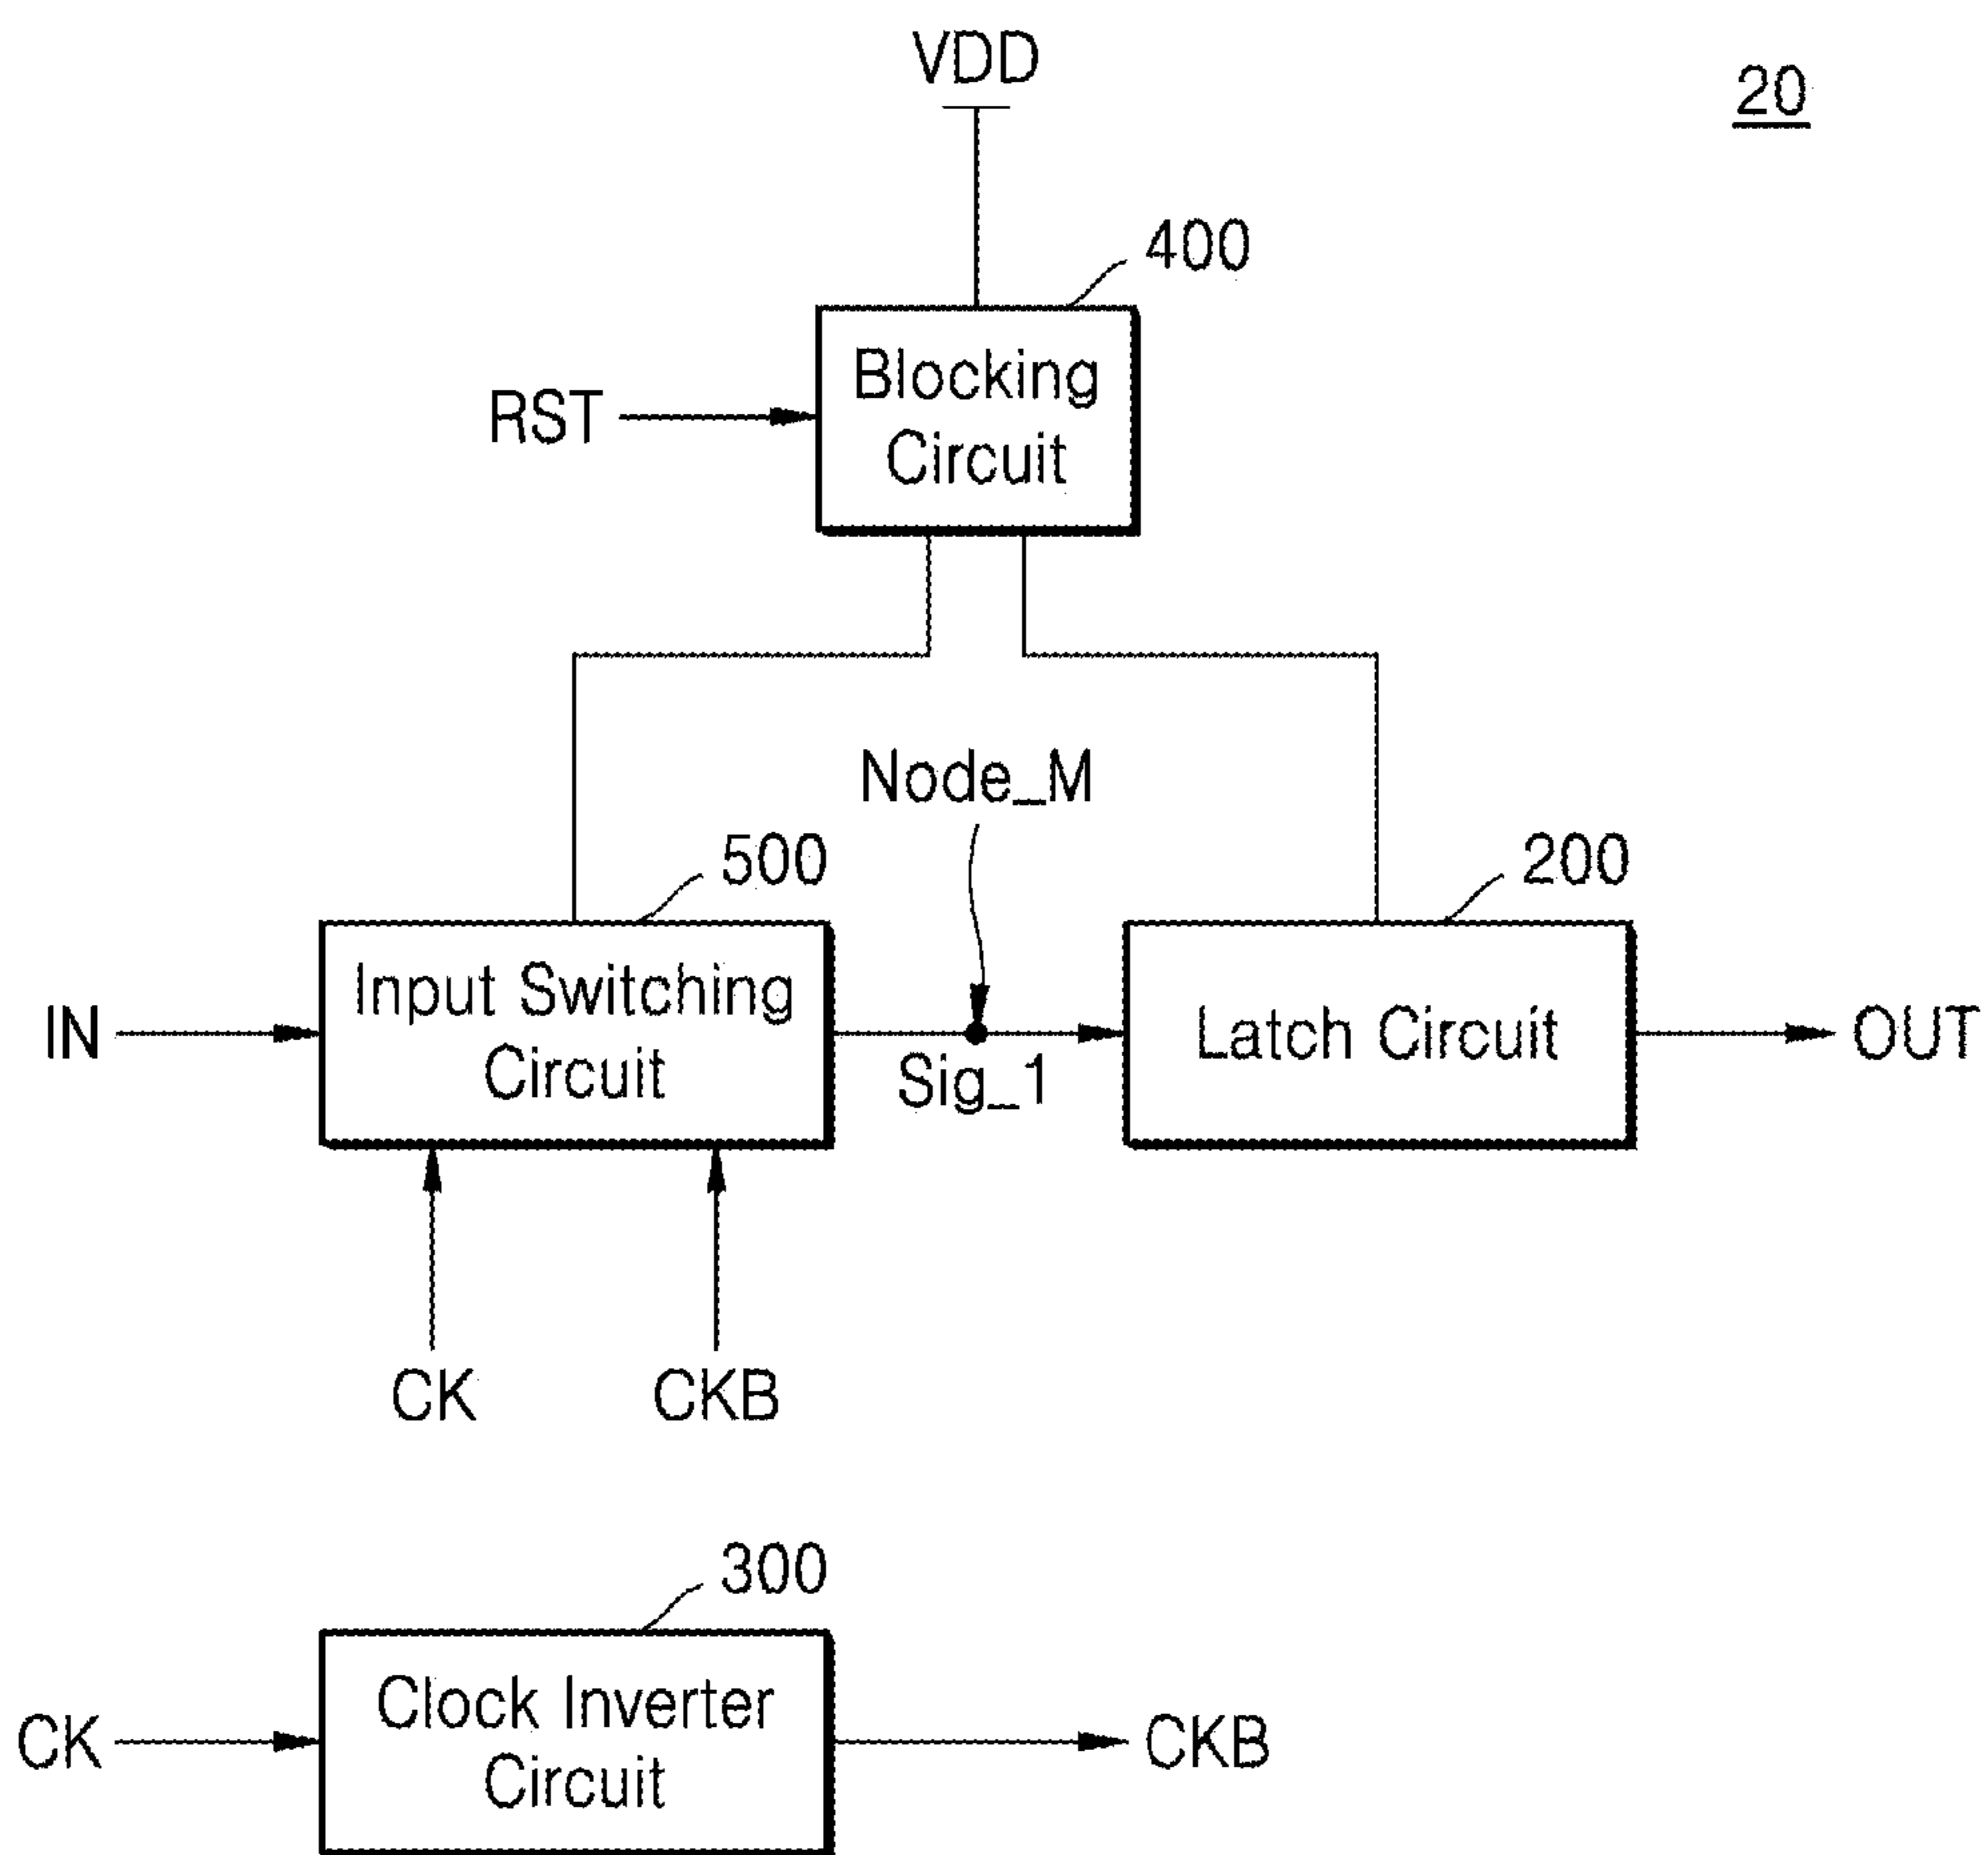 VDD
20
400
RST
Blocking
Circuit
Node_M
500
200
IN
Input Switching
Circuit
Sig_1
Latch Circuit
OUT
CK
CKB
300
CK
Clock Inverter
Circuit
CKB